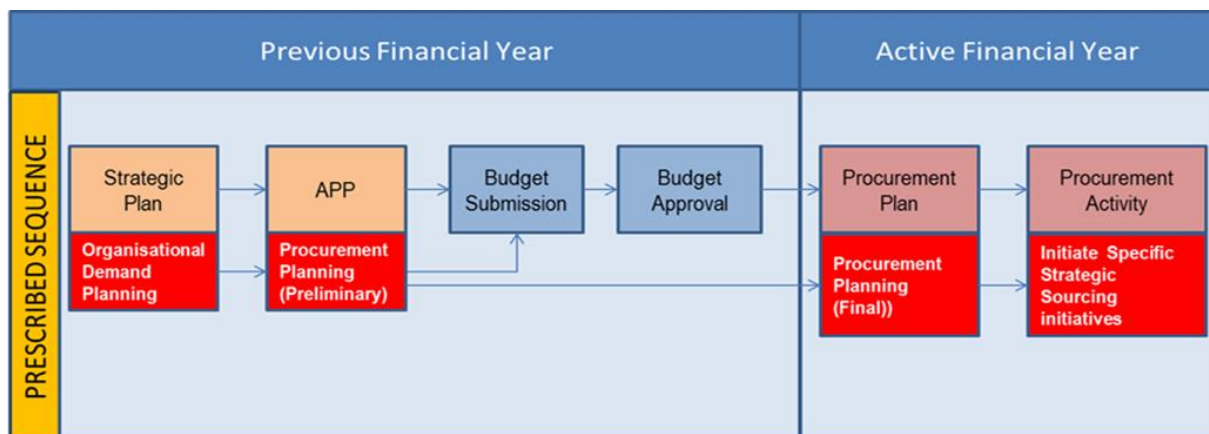 Previous Financial Year
Active Financial Year
PRESCRIBED SEQUENCE
Strategic
Plan
Organisational
Demand
Planning
APP
Procurement
Planning
(Preliminary)
Budget
Submission
Budget
Approval
Procurement
Plan
Procurement
Planning
(Final))
Procurement
Activity
Initiate Specific
Strategic
Sourcing
initiatives